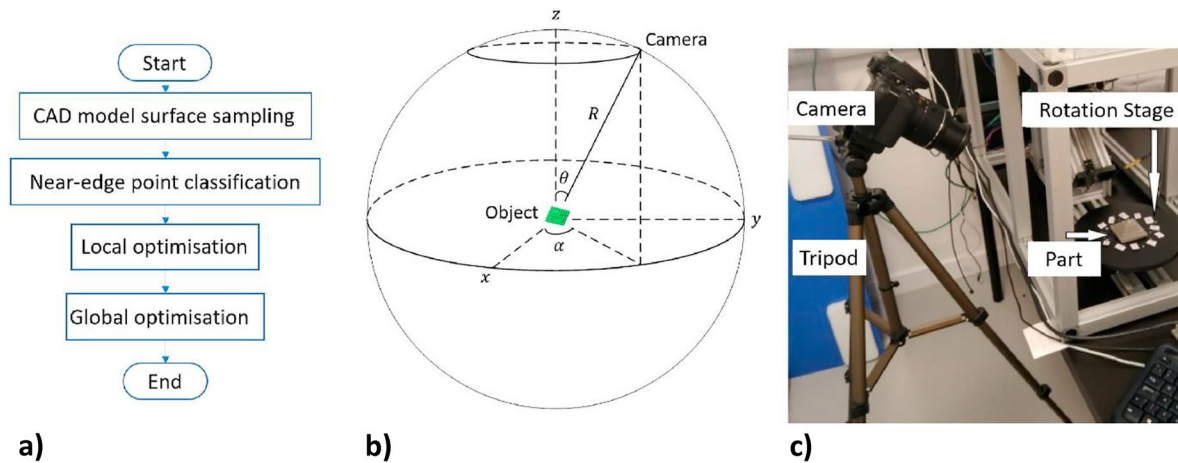 Start
CAD model surface sampling
Near-edge point classification
Local optimisation
Global optimisation
End
a)
z
Camera
R
θ
Object
y
α
x
b)
Camera
Rotation Stage
Tripod
Part
c)